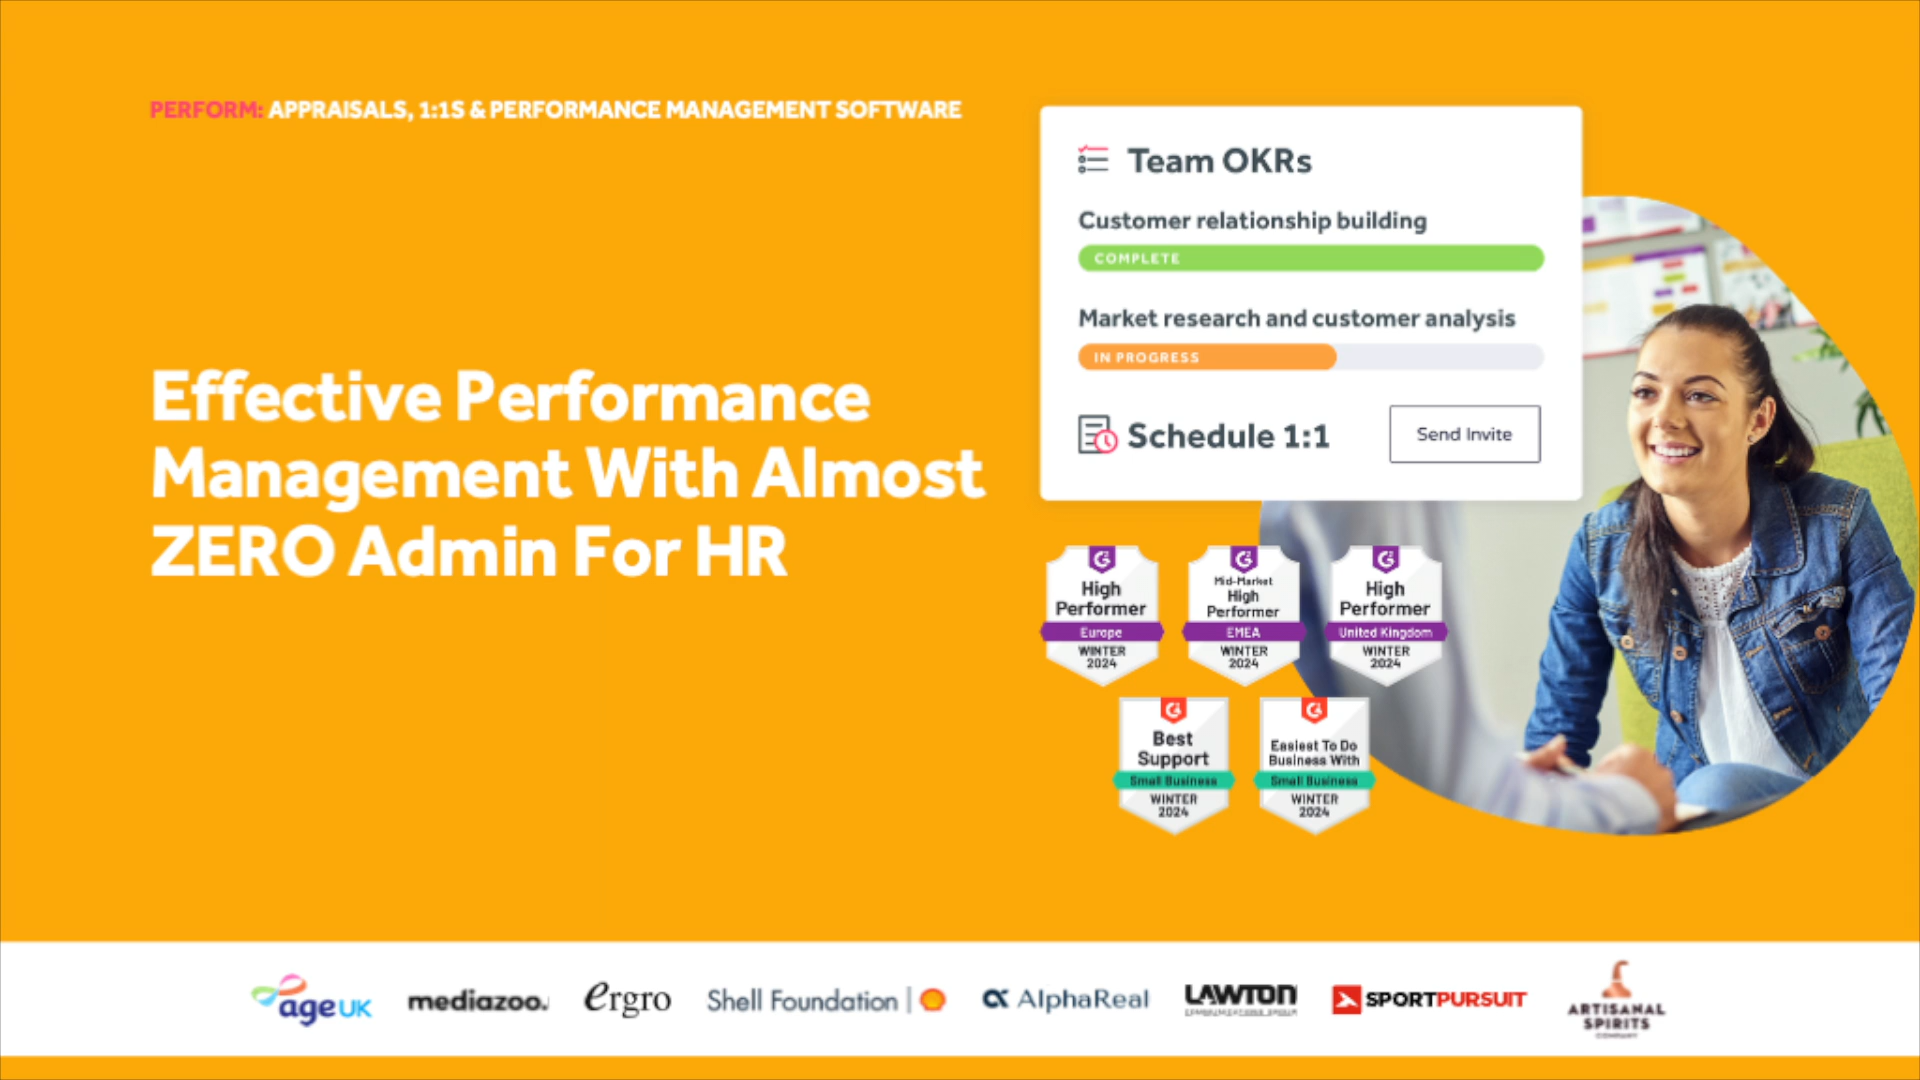 PERFORM: APPRAISALS, 1:1S & PERFORMANCE MANAGEMENT SOFTWARE
Effective Performance
Management With Almost
ZERO Admin For HR
Team OKRs
Customer relationship building
COMPLETE
Market research and customer analysis
IN PROGRESS
Schedule 1:1
Send Invite
High
Performer
Europe
WINTER
2024
Mid-Market
High
Performer
EMEA
WINTER
2024
High
Performer
United Kingdom
WINTER
2024
Best
Support
Small Business
WINTER
2024
Easiest To Do
Business With
Small Business
WINTER
2024
age UK
mediazoo.
ergro
Shell Foundation
AlphaReal
LAWTON
SPORTPURSUIT
ARTISANAL
SPIRITS
COMPANY